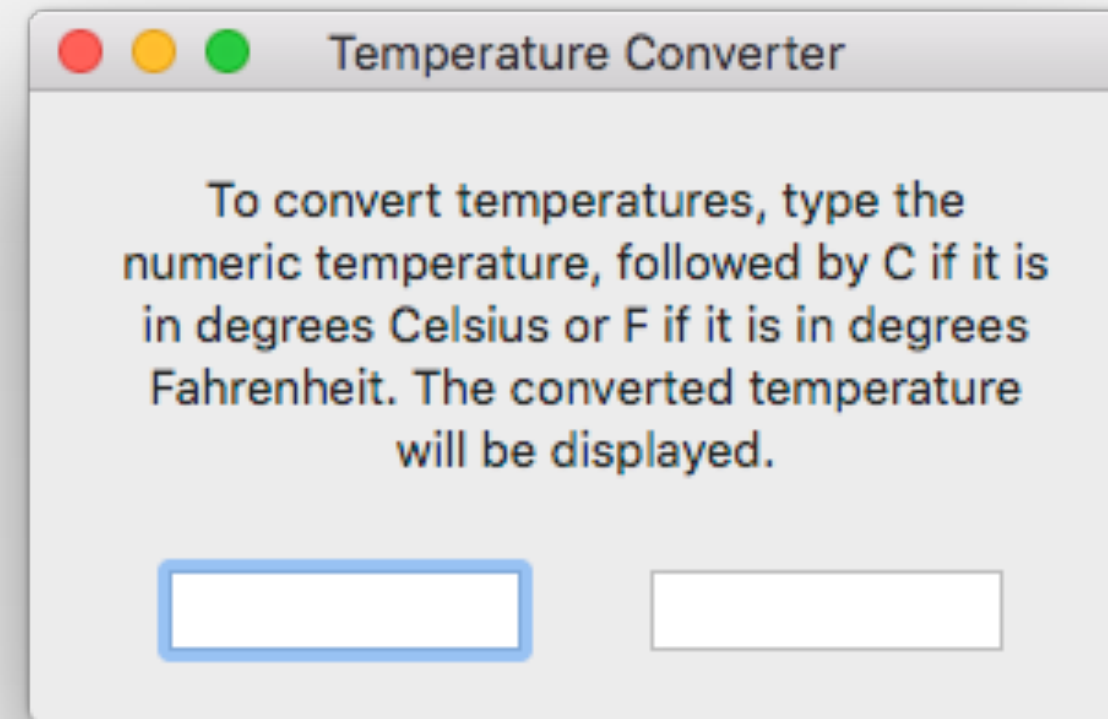 Temperature Converter
To convert temperatures, type the
numeric temperature, followed by C if it is
in degrees Celsius or F if it is in degrees
Fahrenheit. The converted temperature
will be displayed.